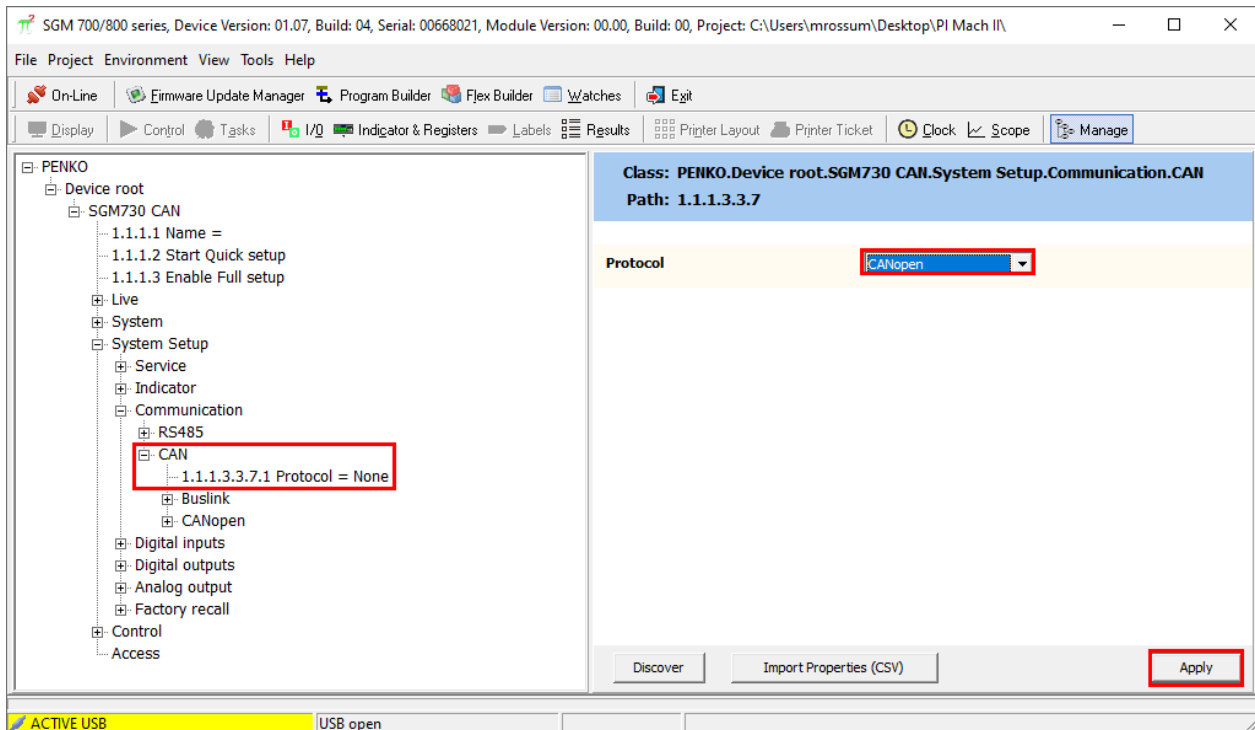 SGM 700/800 series, Device Version: 01.07, Build: 04, Serial: 00668021, Module Version: 00.00, Build: 00, Project: C:\Users\mrossum\Desktop\PI Mach II\
File Project Environment View Tools Help
On-Line Firmware Update Manager Program Builder Flex Builder Watches Exit
Display Control Tasks I/O Indicator & Registers Labels Results Printer Layout Printer Ticket Clock Scope Manage
PENKO
Device root
SGM730 CAN
1.1.1.1 Name =
1.1.1.2 Start Quick setup
1.1.1.3 Enable Full setup
Live
System
System Setup
Service
Indicator
Communication
RS485
CAN
1.1.1.3.3.7.1 Protocol = None
Buslink
CANopen
Digital inputs
Digital outputs
Analog output
Factory recall
Control
Access
Class: PENKO.Device root.SGM730 CAN.System Setup.Communication.CAN
Path: 1.1.1.3.3.7
Protocol CANopen
Discover Import Properties (CSV) Apply
ACTIVE USB USB open